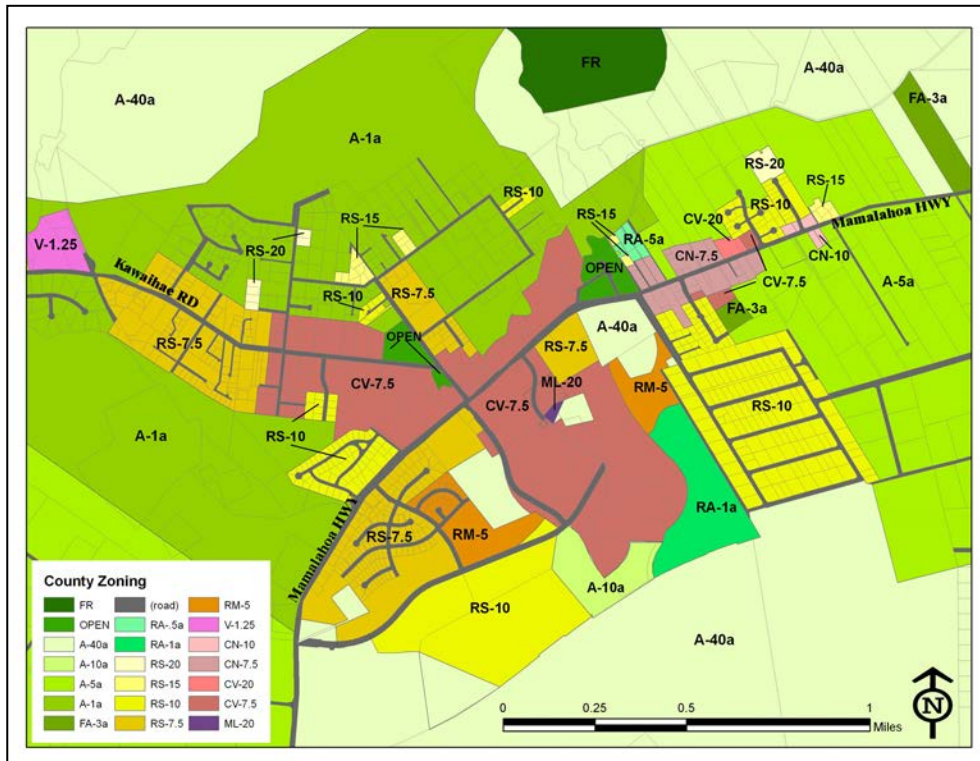 FR
A-40a
A-40a
FA-3a
A-1a
RS-20
RS-10
RS-15
RS-15
RS-15
RS-10
Mamalahoa HWY
CV-20
RA-5a
V-1.25
RS-20
OPEN
CN-7.5
CN-10
Kawaihae RD
RS-10
RS-7.5
CV-7.5
A-5a
FA-3a
A-40a
OPEN
RS-7.5
RS-7.5
CV-7.5
ML-20
CV-7.5
RM-5
RS-10
A-1a
RS-10
RA-1a
Mamalahoa HWY
RS-7.5
RM-5
A-10a
RS-10
A-40a
County Zoning
FR
OPEN
A-40a
A-10a
A-5a
A-1a
FA-3a
(road)
RA-.5a
RA-1a
RS-20
RS-15
RS-10
RS-7.5
RM-5
V-1.25
CN-10
CN-7.5
CV-20
CV-7.5
ML-20
0 0.25 0.5 1
Miles
N